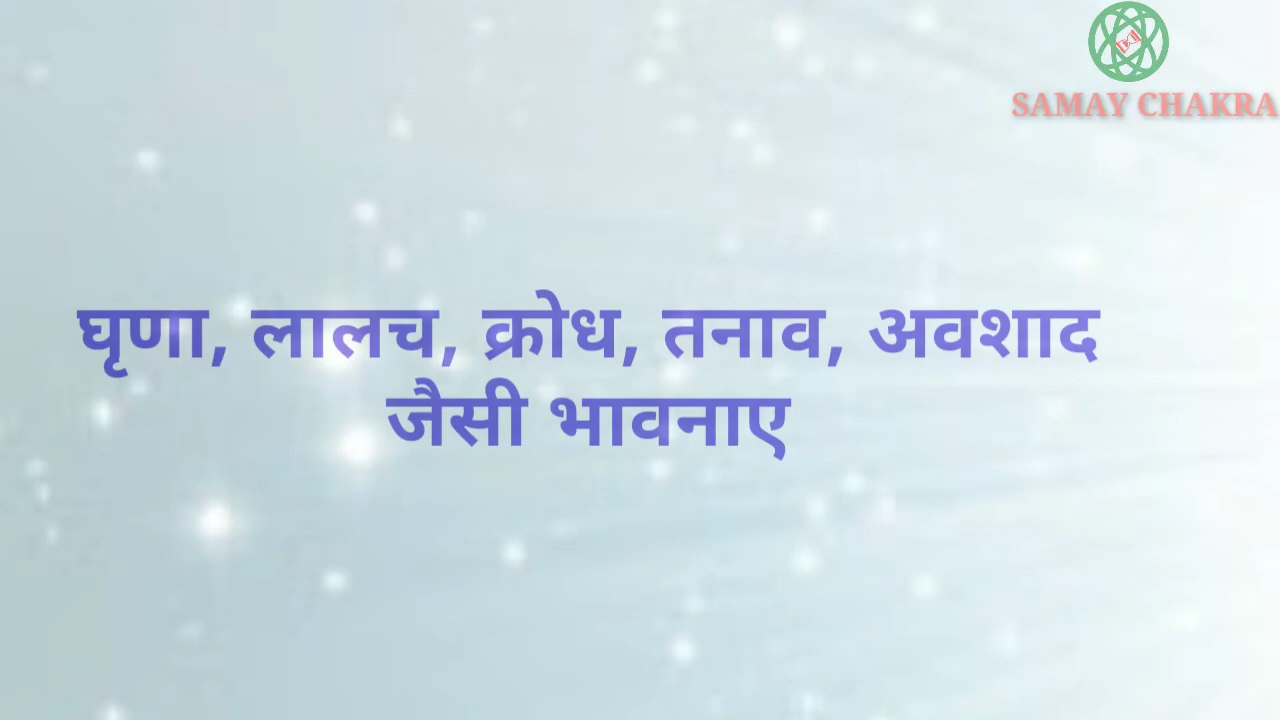 SAMAY CHAKRA
घृणा, लालच, क्रोध, तनाव, अवशाद
जैसी भावनाए